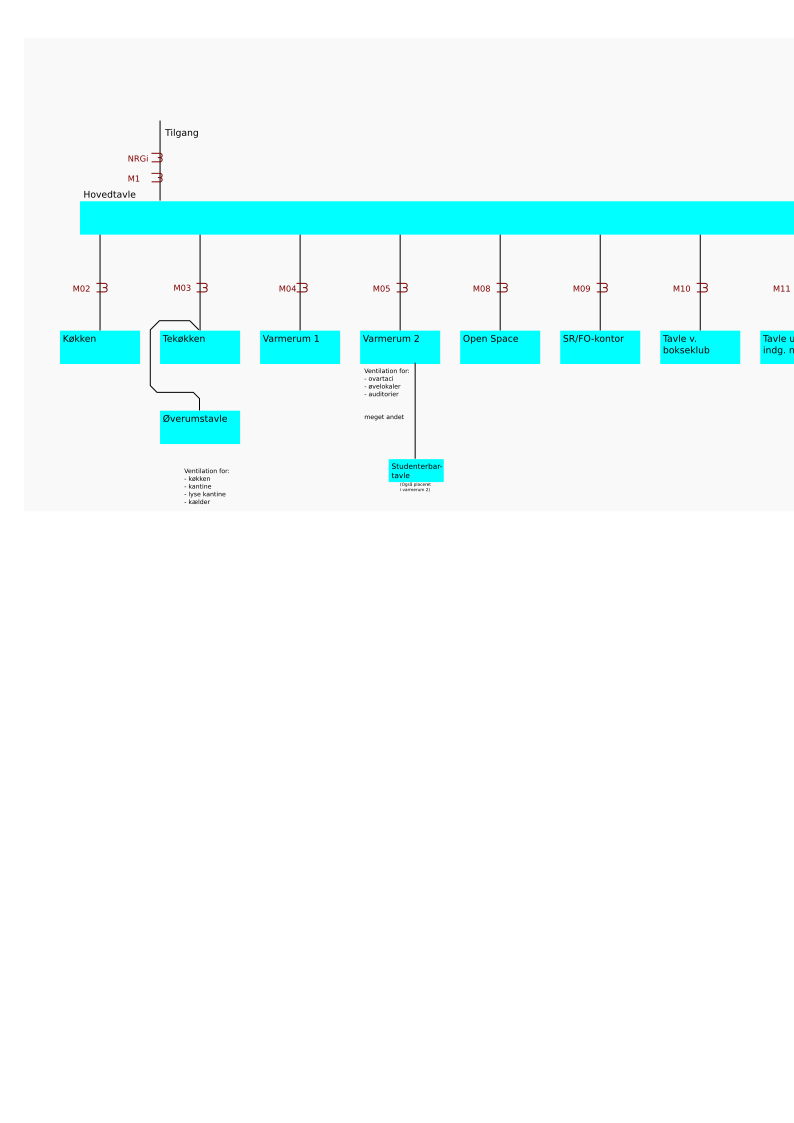 Tilgang
NRGi
M1
Hovedtavle
M02
M03
M04
M05
M08
M09
M10
M11
Køkken
Tekøkken
Varmerum 1
Varmerum 2
Open Space
SR/FO-kontor
Tavle v.
bokseklub
Tavle u
indg. n
Ventilation for:
- ovartaci
- øvelokaler
- auditorier
meget andet
Øverumstavle
Studenterbar-
tavle
(Også placeret
i varmerum 2)
Ventilation for:
- køkken
- kantine
- lyse kantine
- kælder